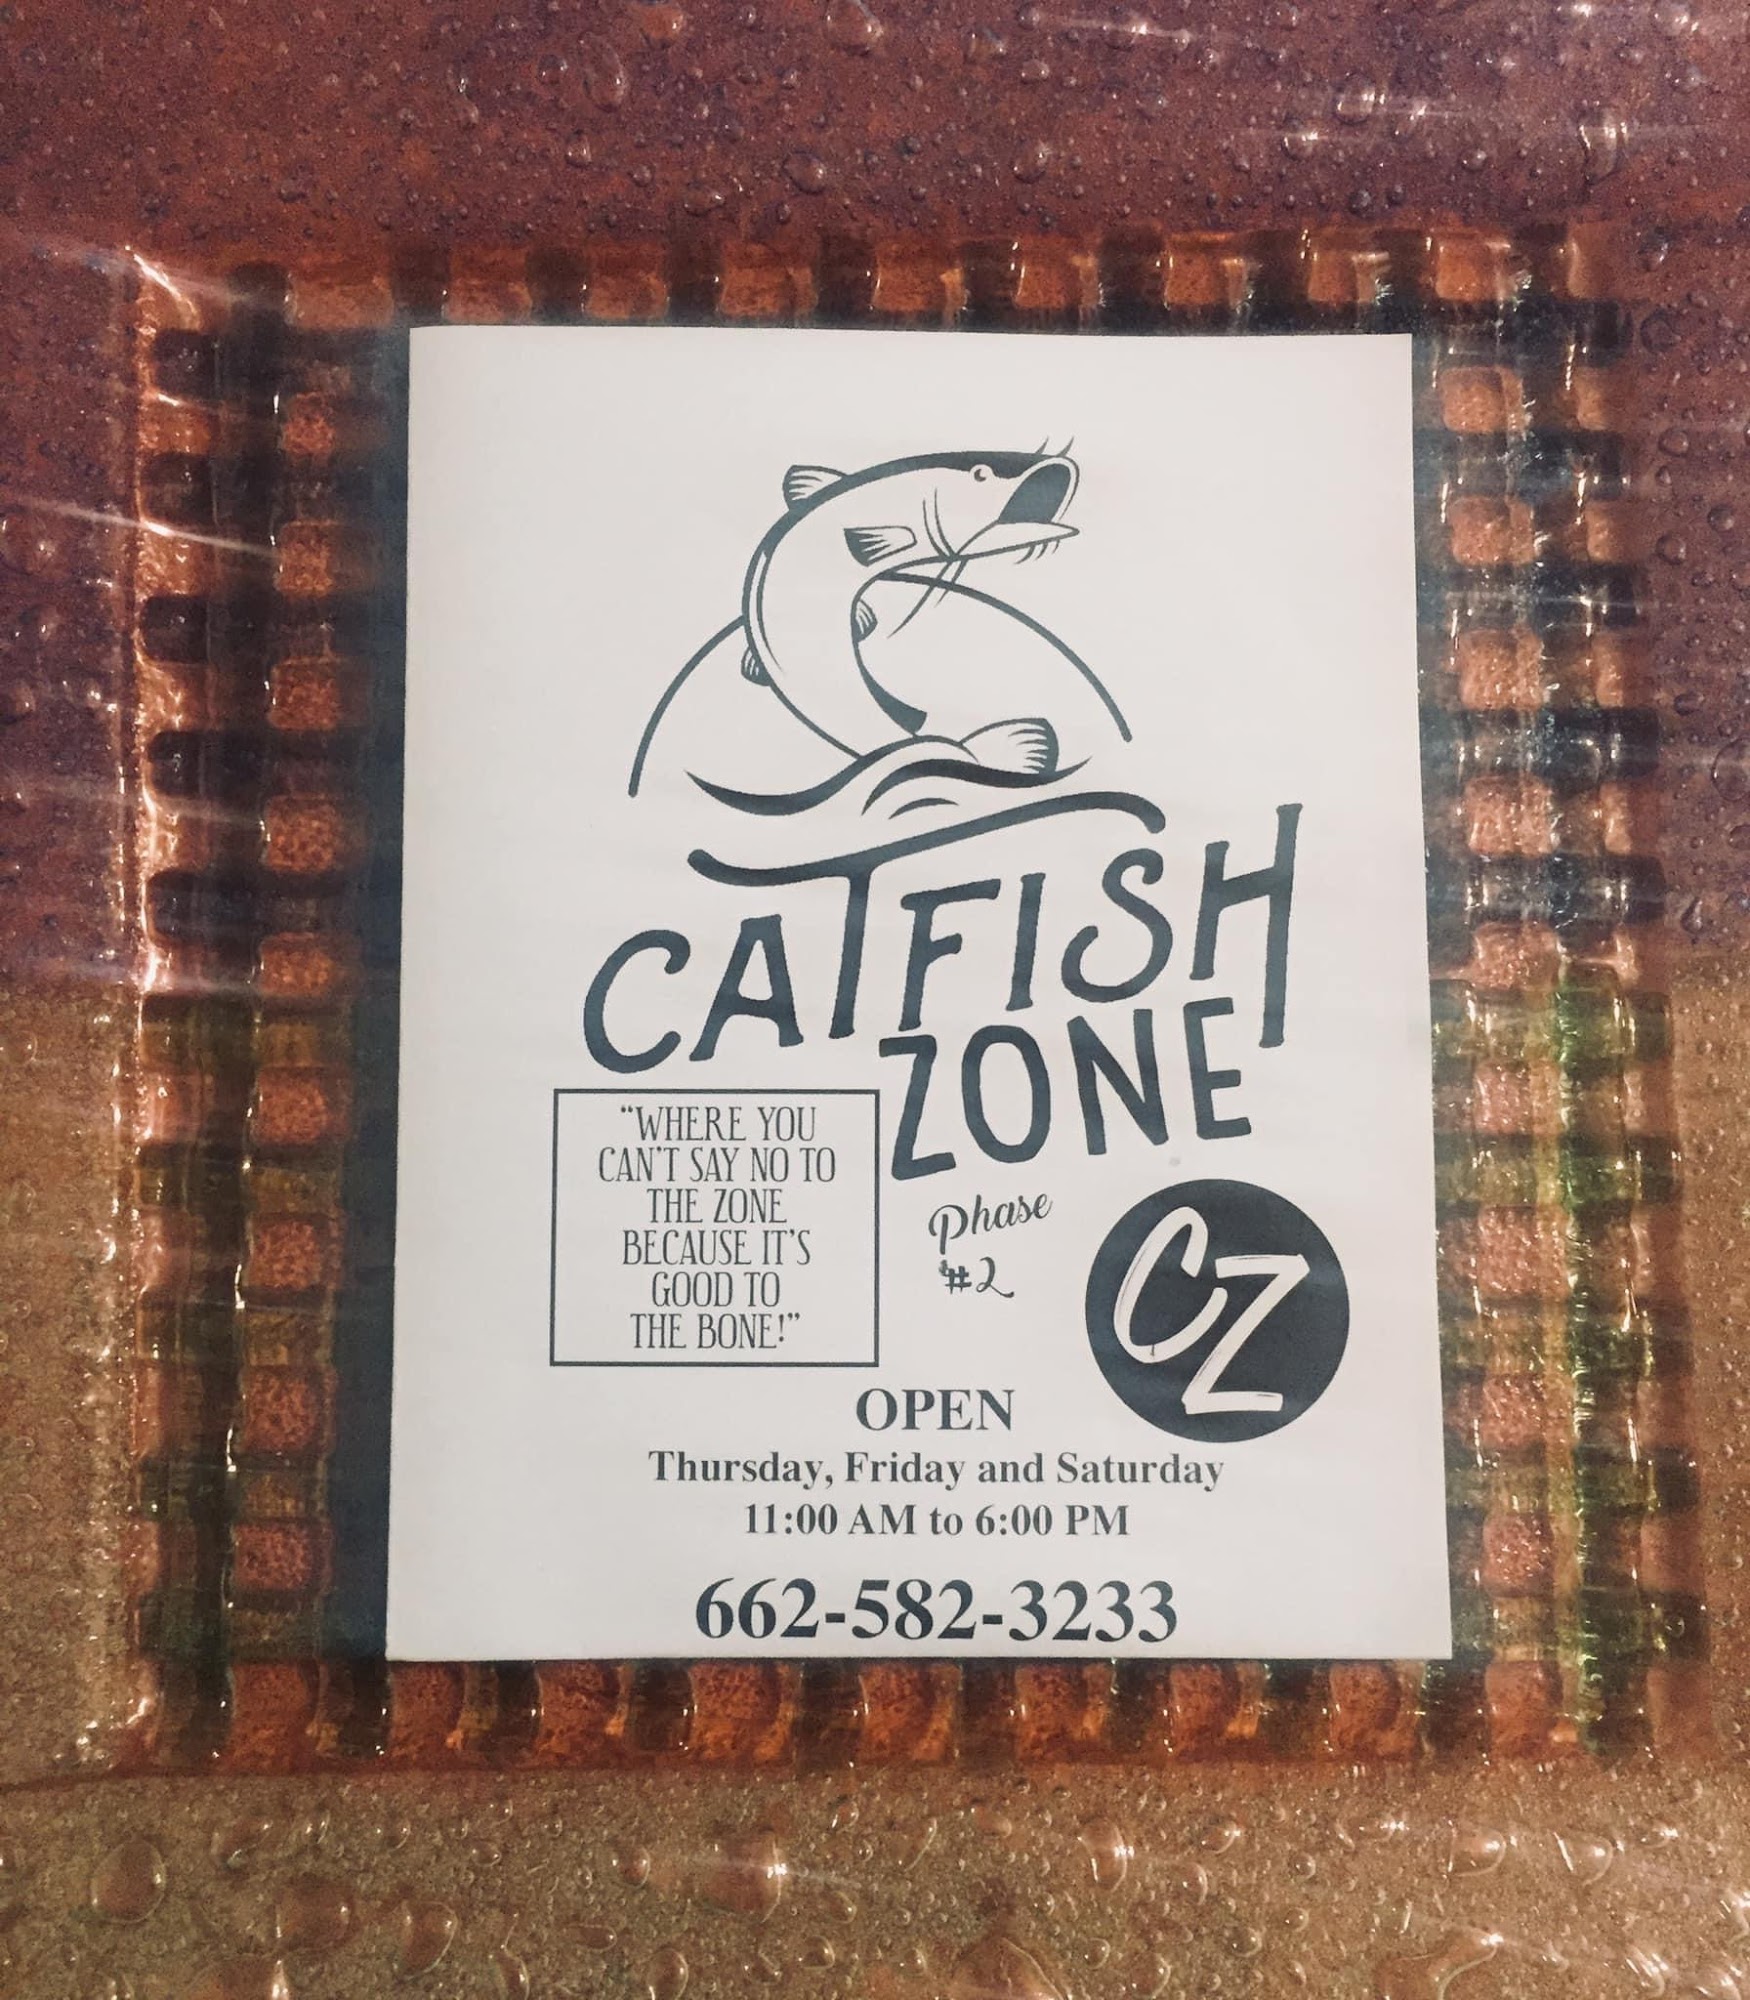 CATFISH
ZONE
“WHERE YOU
CAN'T SAY NO TO
THE ZONE
BECAUSE IT'S
GOOD TO
THE BONE!”
Phase
#2
CZ
OPEN
Thursday, Friday and Saturday
11:00 AM to 6:00 PM
662-582-3233